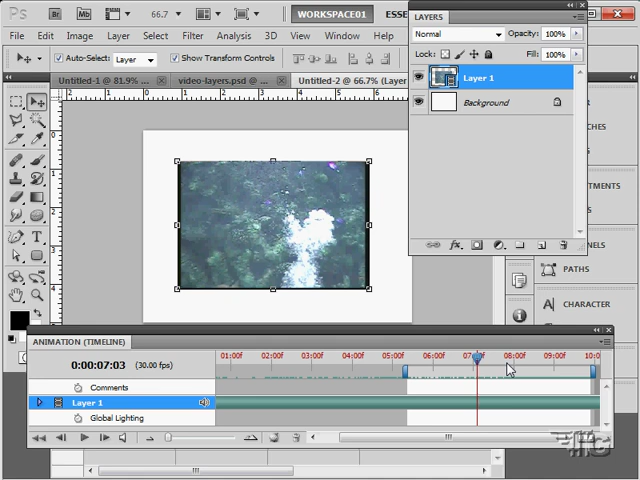 Ps Br Mb 66.7 WORKSPACE01 ESSE
File Edit Image Layer Select Filter Analysis 3D View Window Help
Auto-Select: Layer Show Transform Controls
Untitled-1 @ 81.9% ... video-layers.psd @ ... Untitled-2 @ 66.7% (Layer
LAYERS
Normal Opacity: 100%
Lock: Fill: 100%
Layer 1
Background
PATHS
CHARACTER
ANIMATION (TIMELINE)
0:00:07:03 (30.00 fps)
01:00f 02:00f 03:00f 04:00f 05:00f 06:00f 07:00f 08:00f 09:00f 10:0
Comments
Layer 1
Global Lighting